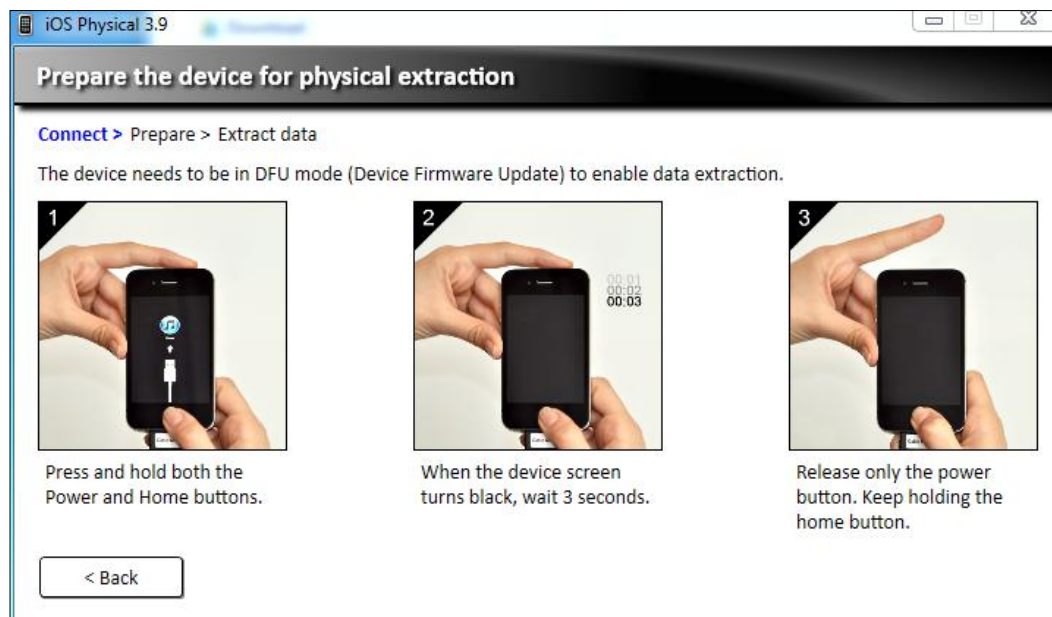 iOS Physical 3.9
Prepare the device for physical extraction
Connect > Prepare > Extract data
The device needs to be in DFU mode (Device Firmware Update) to enable data extraction.
1
Press and hold both the
Power and Home buttons.
2
00:01
00:02
00:03
When the device screen
turns black, wait 3 seconds.
3
Release only the power
button. Keep holding the
home button.
< Back